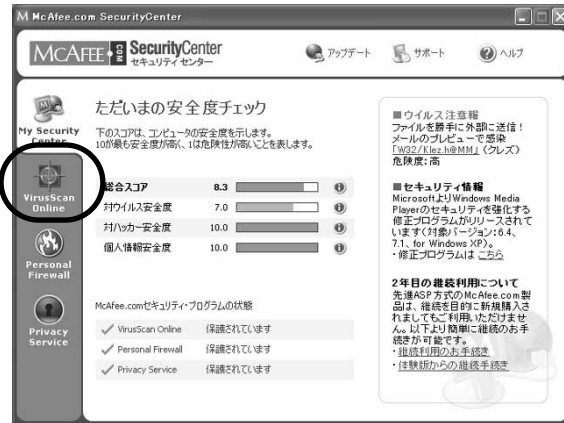 McAfee.com SecurityCenter
McAFEE .COM SecurityCenter
セキュリティ センター
アップデート
サポート
ヘルプ
My Security Center
VirusScan Online
Personal Firewall
Privacy Service
ただいまの安全度チェック
下のスコアは、コンピュータの安全度を示します。
10が最も安全度が高く、1は危険性が高いことを表します。
総合スコア 8.3
対ウイルス安全度 7.0
対ハッカー安全度 10.0
個人情報安全度 10.0
McAfee.comセキュリティ・プログラムの状態
VirusScan Online 保護されています
Personal Firewall 保護されています
Privacy Service 保護されています
■ウイルス注意報
ファイルを勝手に外部に送信！
メールのプレビューで感染
「W32/Klez.h@MM」（クレズ）
危険度：高
■セキュリティ情報
MicrosoftよりWindows Media
Playerのセキュリティを強化する
修正プログラムがリリースされて
います（対象バージョン：6.4、
7.1、for Windows XP）。
・修正プログラムは こちら
2年目の継続利用について
先進ASP方式のMcAfee.com製
品は、継続を目的に新規購入さ
れましてもご利用いただけませ
ん。以下より簡単に継続のお手
続きが可能です。
・継続利用のお手続き
・体験版からの継続手続き